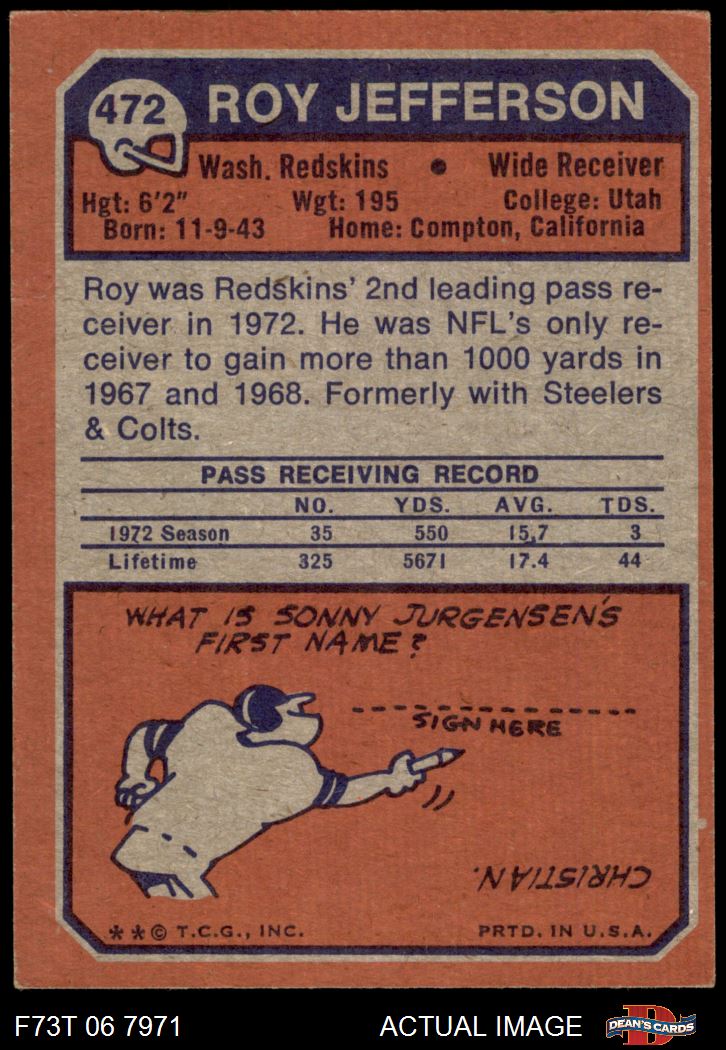 472 ROY JEFFERSON
Wash. Redskins • Wide Receiver
Hgt: 6'2" Wgt: 195 College: Utah
Born: 11-9-43 Home: Compton, California
Roy was Redskins' 2nd leading pass re-
ceiver in 1972. He was NFL's only re-
ceiver to gain more than 1000 yards in
1967 and 1968. Formerly with Steelers
& Colts.
PASS RECEIVING RECORD
NO. YDS. AVG. TDS.
1972 Season 35 550 15.7 3
Lifetime 325 5671 17.4 44
WHAT IS SONNY JURGENSEN'S
FIRST NAME?
SIGN HERE
CHRISTIAN.
**© T.C.G., INC. PRTD. IN U.S.A.
F73T 06 7971 ACTUAL IMAGE D DEAN'S CARDS